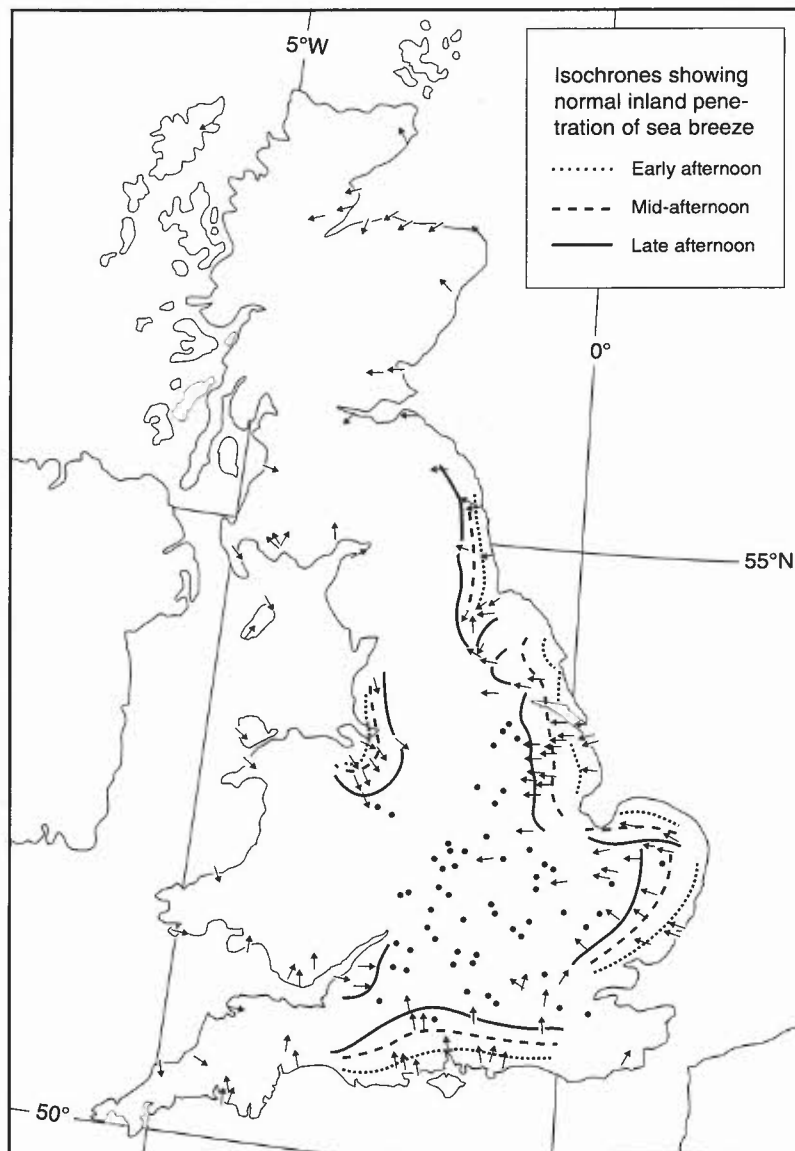 5°W
Isochrones showing
normal inland pene-
tration of sea breeze
Early afternoon
Mid-afternoon
Late afternoon
0°
55°N
50°